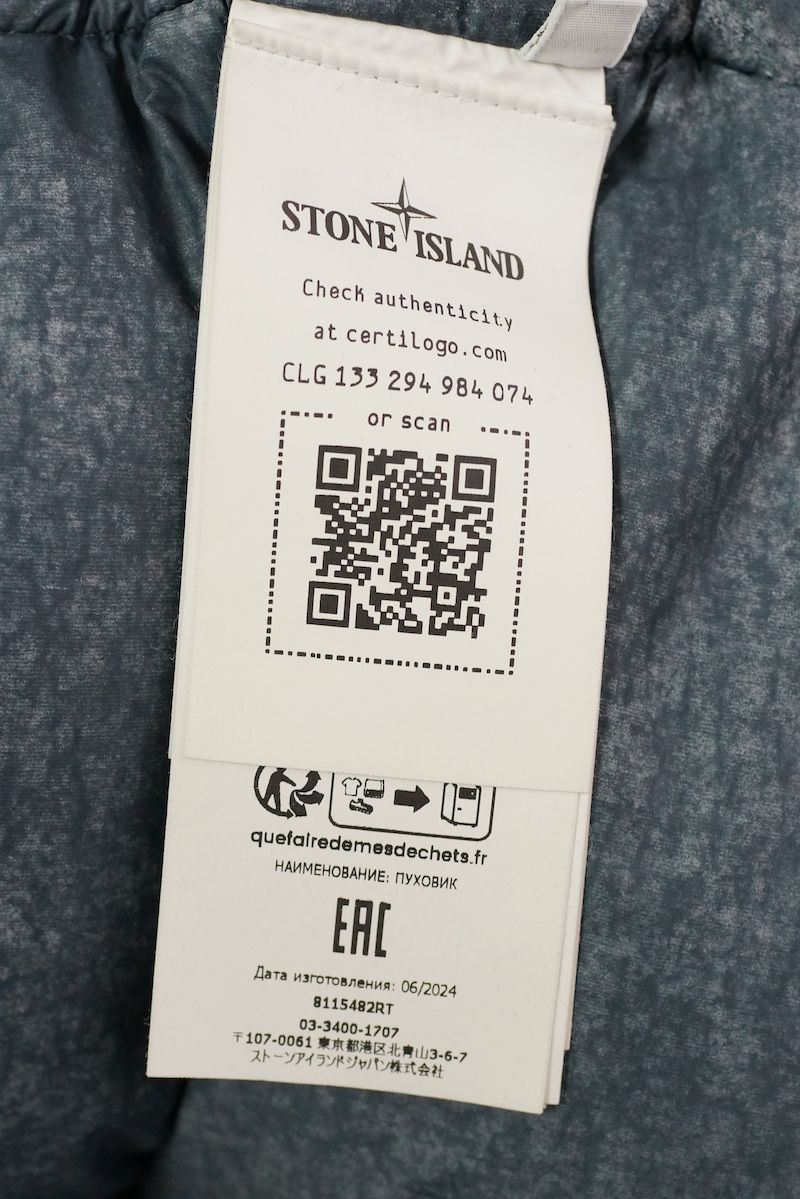 STONE ISLAND
Check authenticity
at certilogo.com
CLG 133 294 984 074
or scan
quefairedemesdechets.fr
НАИМЕНОВАНИЕ: ПУХОВИК
EAC
Дата изготовления: 06/2024
8115482RT
03-3400-1707
〒107-0061 東京都港区北青山3-6-7
ストーンアイランドジャパン株式会社